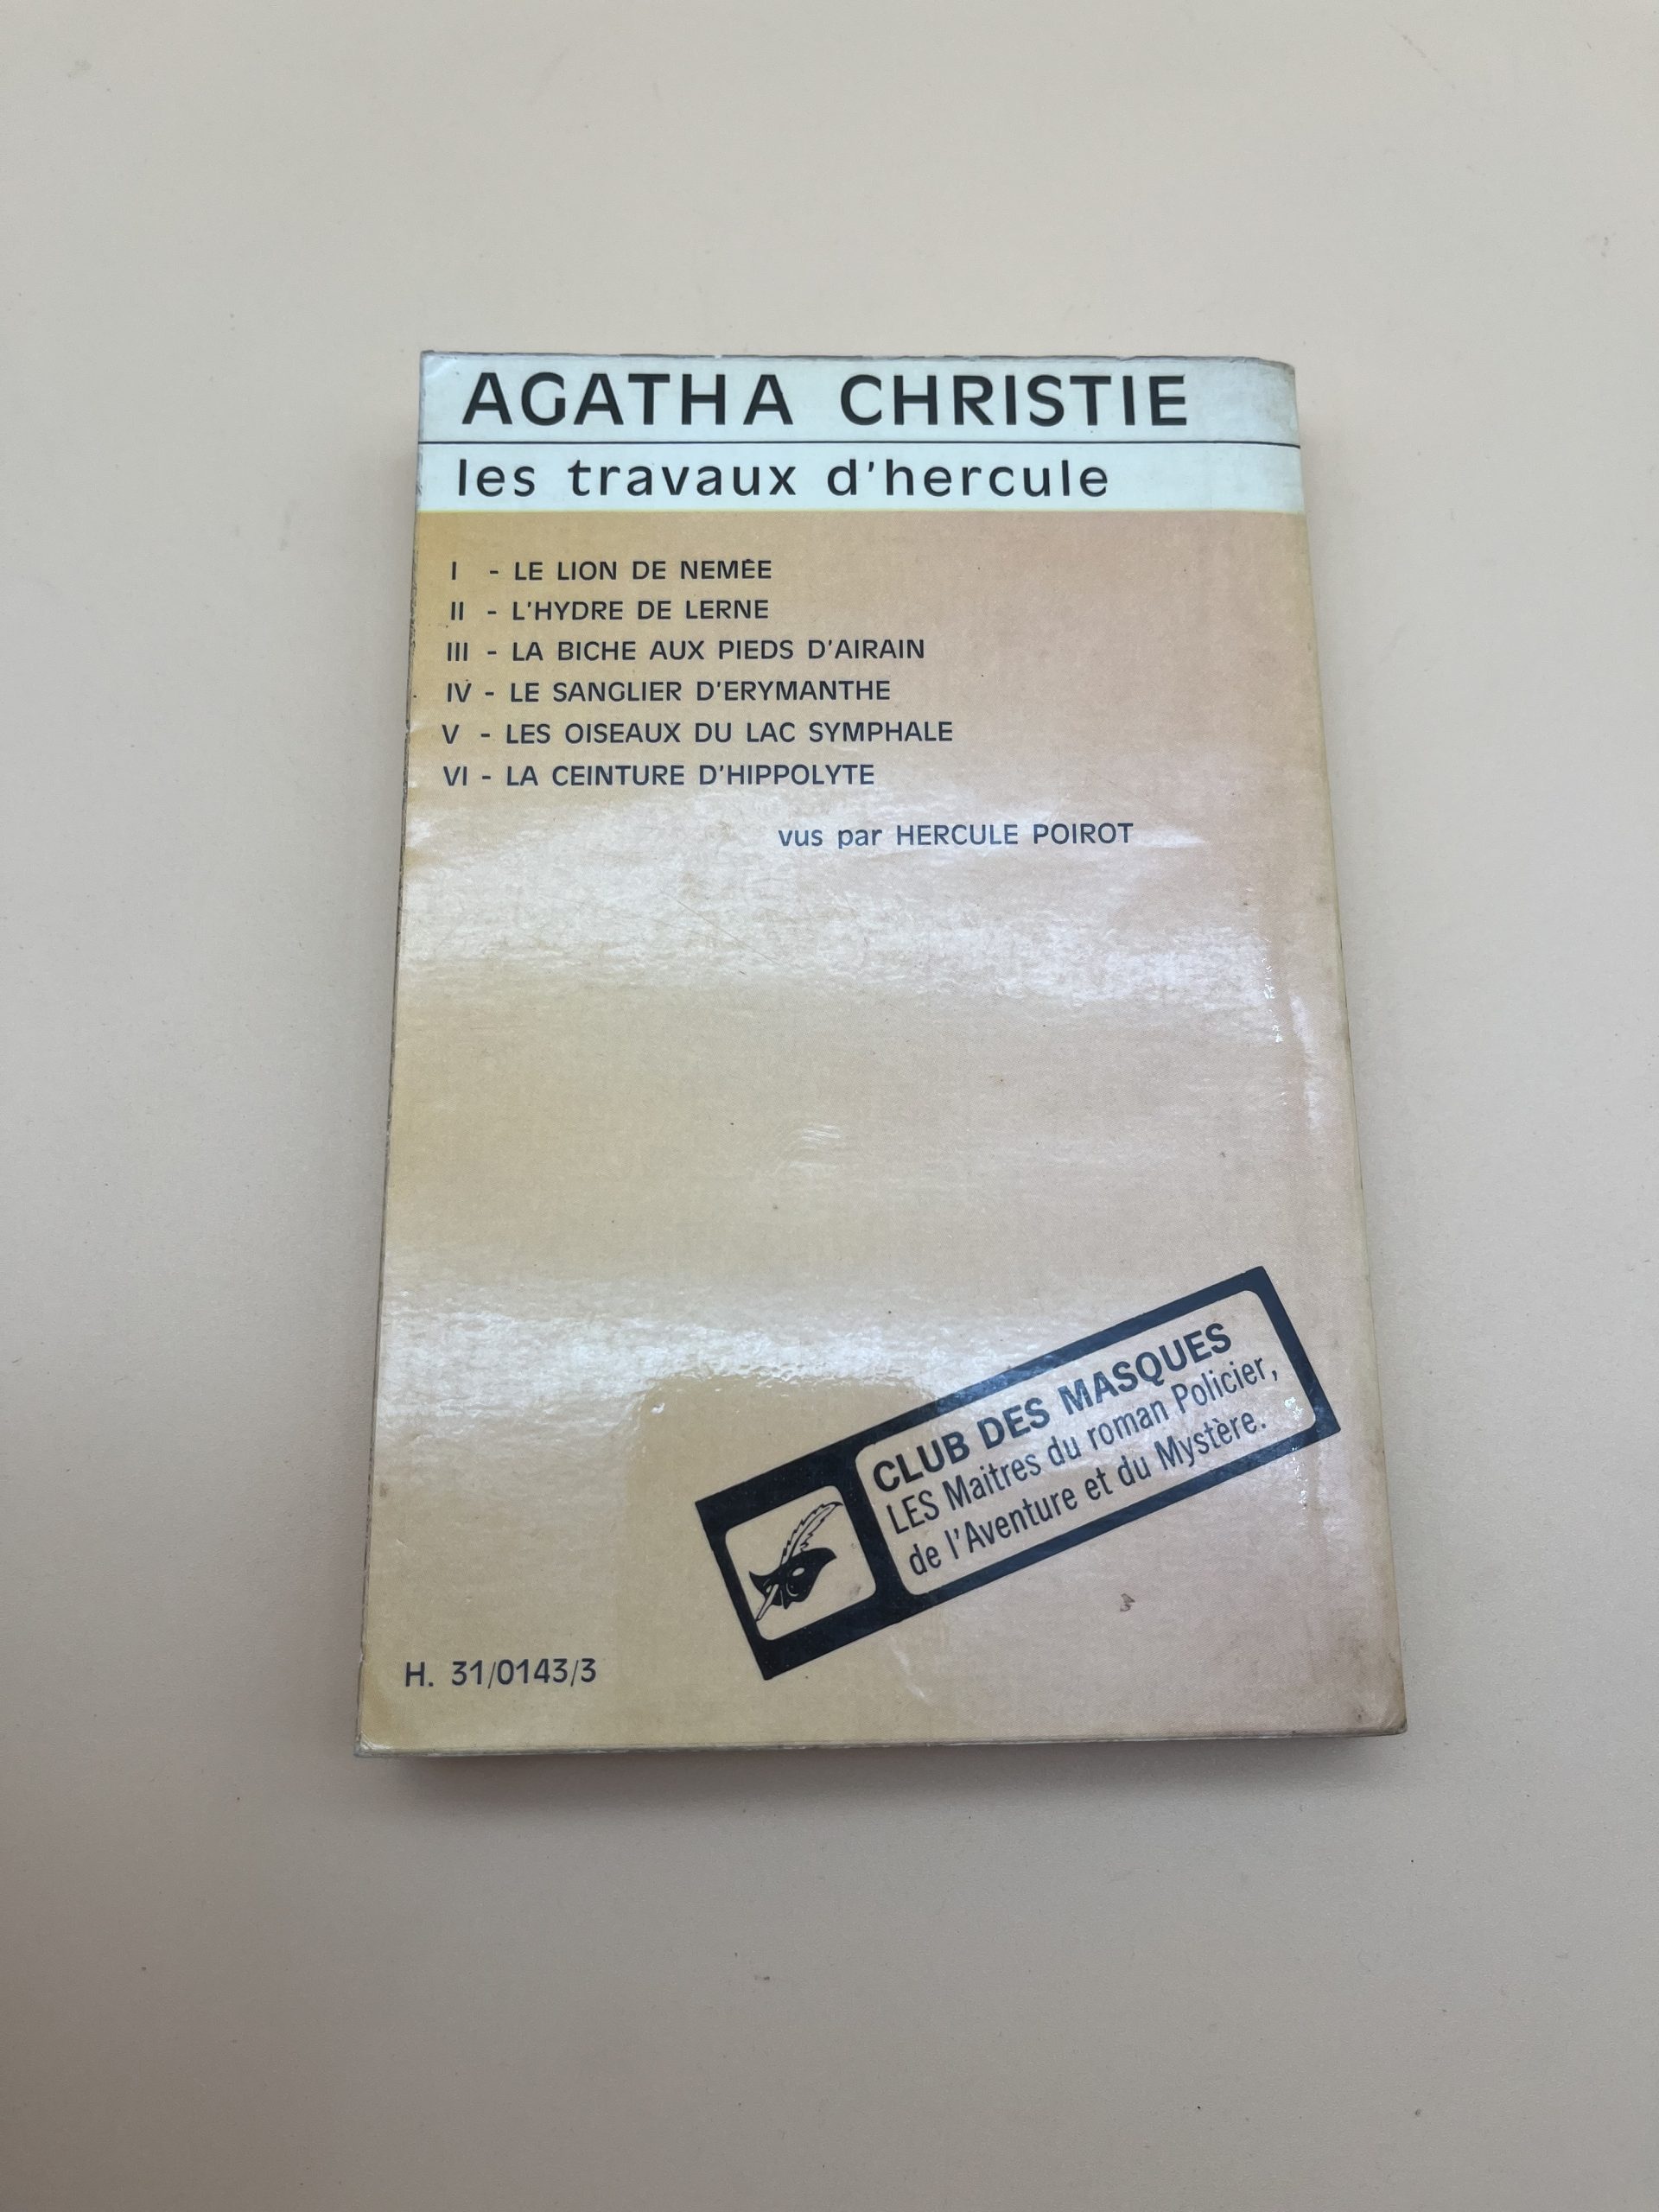 AGATHA CHRISTIE
les travaux d'hercule
I - LE LION DE NEMÉE
II - L'HYDRE DE LERNE
III - LA BICHE AUX PIEDS D'AIRAIN
IV - LE SANGLIER D'ERYMANTHE
V - LES OISEAUX DU LAC SYMPHALE
VI - LA CEINTURE D'HIPPOLYTE
vus par HERCULE POIROT
CLUB DES MASQUES
LES Maitres du roman Policier,
de l'Aventure et du Mystère.
H. 31/0143/3